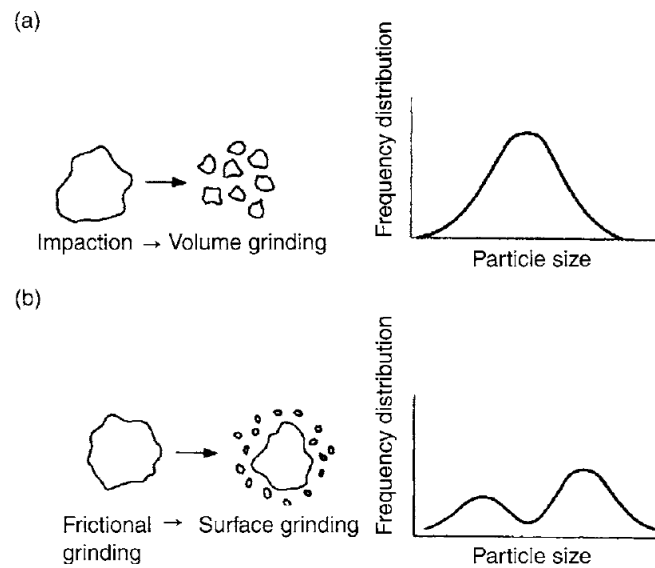 (a)
Impaction → Volume grinding
Frequency distribution
Particle size
(b)
Frictional → Surface grinding
grinding
Frequency distribution
Particle size